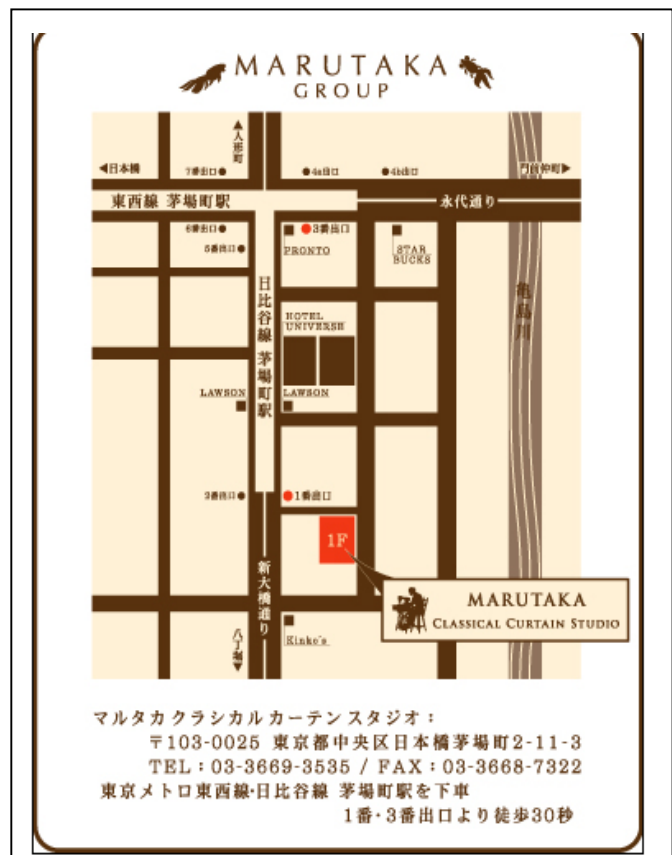 MARUTAKA
GROUP
▲人形町
◀日本橋
7番出口●
●4a出口
●4b出口
門前仲町▶
東西線 茅場町駅
永代通り
6番出口●
●3番出口
5番出口●
PRONTO
STAR
BUCKS
亀島川
日比谷線 茅場町駅
HOTEL
UNIVERSE
LAWSON
LAWSON
2番出口●
●1番出口
1F
新大橋通り
MARUTAKA
CLASSICAL CURTAIN STUDIO
八丁堀▼
Kinko's
マルタカ クラシカル カーテン スタジオ：
〒103-0025 東京都中央区日本橋茅場町2-11-3
TEL：03-3669-3535 / FAX：03-3668-7322
東京メトロ東西線・日比谷線 茅場町駅を下車
1番・3番出口より徒歩30秒